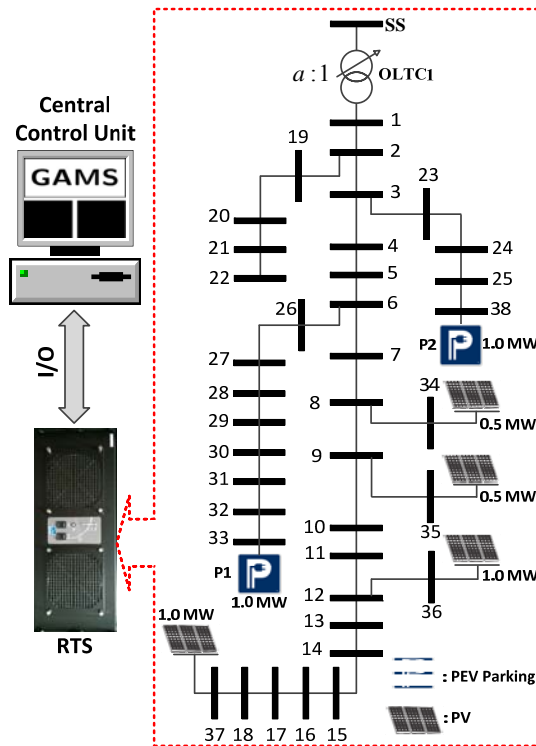 SS
a : 1
OLTC1
Central
Control Unit
GAMS
I/O
RTS
1
2
3
4
5
6
7
8
9
10
11
12
13
14
19
20
21
22
23
24
25
38
P2
P
1.0 MW
26
27
28
29
30
31
32
33
P1
P
1.0 MW
34
0.5 MW
0.5 MW
35
1.0 MW
36
1.0 MW
37
18
17
16
15
: PEV Parking
: PV